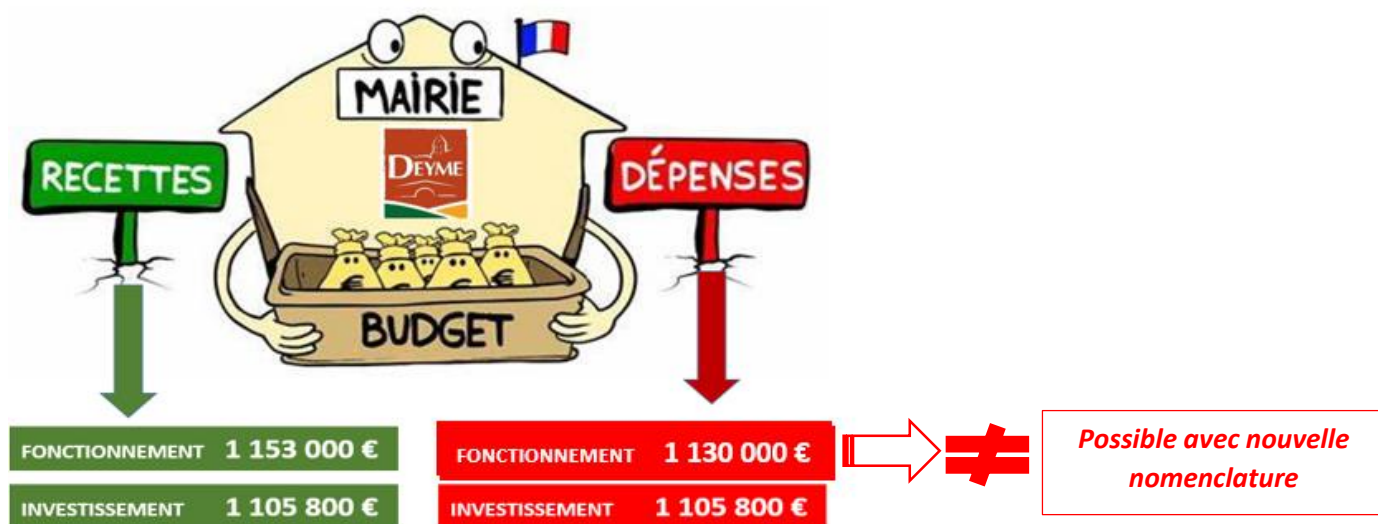 MAIRIE
DEYME
RECETTES
DÉPENSES
€ € € €
BUDGET
FONCTIONNEMENT 1 153 000 €
FONCTIONNEMENT 1 130 000 €
≠
Possible avec nouvelle
nomenclature
INVESTISSEMENT 1 105 800 €
INVESTISSEMENT 1 105 800 €